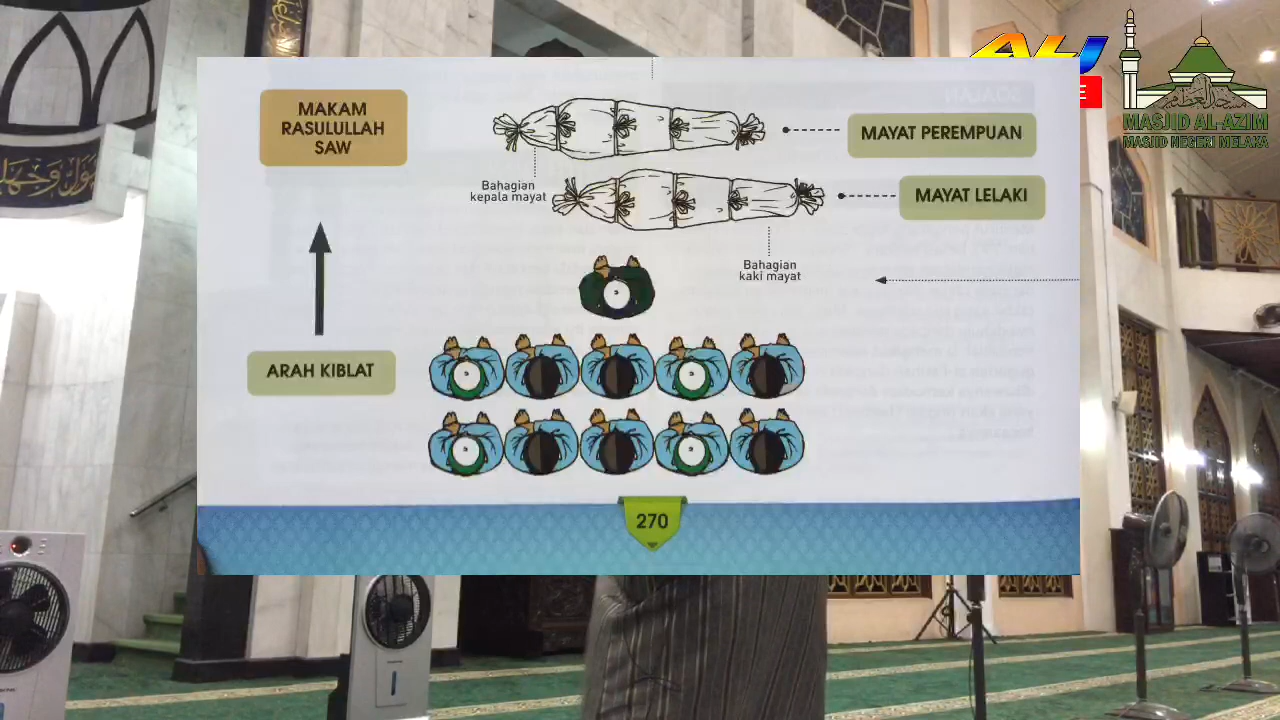 MAKAM
RASULULLAH
SAW
MAYAT PEREMPUAN
Bahagian
kepala mayat
MAYAT LELAKI
Bahagian
kaki mayat
ARAH KIBLAT
270
MASJID AL-AZIM
MASJID NEGERI MELAKA